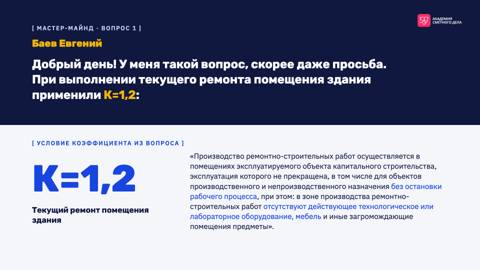 [ МАСТЕР-МАЙНД - ВОПРОС 1 ]
АКАДЕМИЯ
СМЕТНОГО ДЕЛА
Баев Евгений
Добрый день! У меня такой вопрос, скорее даже просьба.
При выполнении текущего ремонта помещения здания
применили К=1,2:
[ УСЛОВИЕ КОЭФФИЦИЕНТА ИЗ ВОПРОСА ]
К=1,2
Текущий ремонт помещения
здания
«Производство ремонтно-строительных работ осуществляется в
помещениях эксплуатируемого объекта капитального строительства,
эксплуатация которого не прекращена, в том числе для объектов
производственного и непроизводственного назначения без остановки
рабочего процесса, при этом: в зоне производства ремонтно-
строительных работ отсутствуют действующее технологическое или
лабораторное оборудование, мебель и иные загромождающие
помещения предметы».